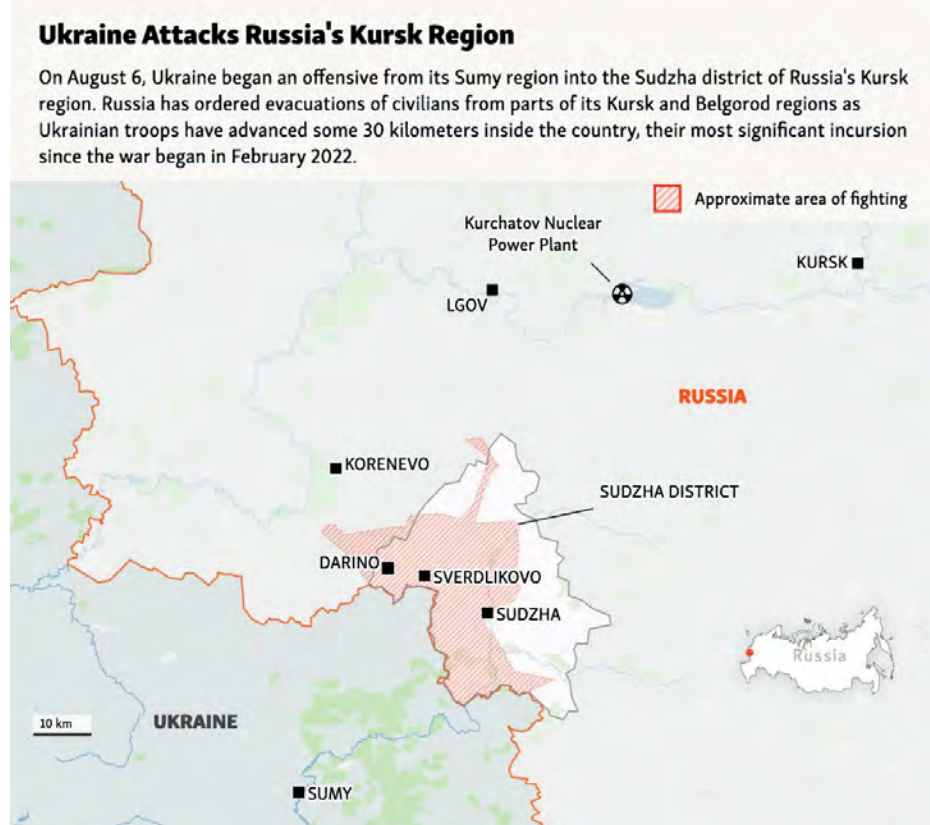 Ukraine Attacks Russia's Kursk Region
On August 6, Ukraine began an offensive from its Sumy region into the Sudzha district of Russia's Kursk
region. Russia has ordered evacuations of civilians from parts of its Kursk and Belgorod regions as
Ukrainian troops have advanced some 30 kilometers inside the country, their most significant incursion
since the war began in February 2022.
Approximate area of fighting
Kurchatov Nuclear
Power Plant
KURSK
LGOV
RUSSIA
KORENEVO
SUDZHA DISTRICT
DARINO
SVERDLIKOVO
SUDZHA
Russia
10 km
UKRAINE
SUMY